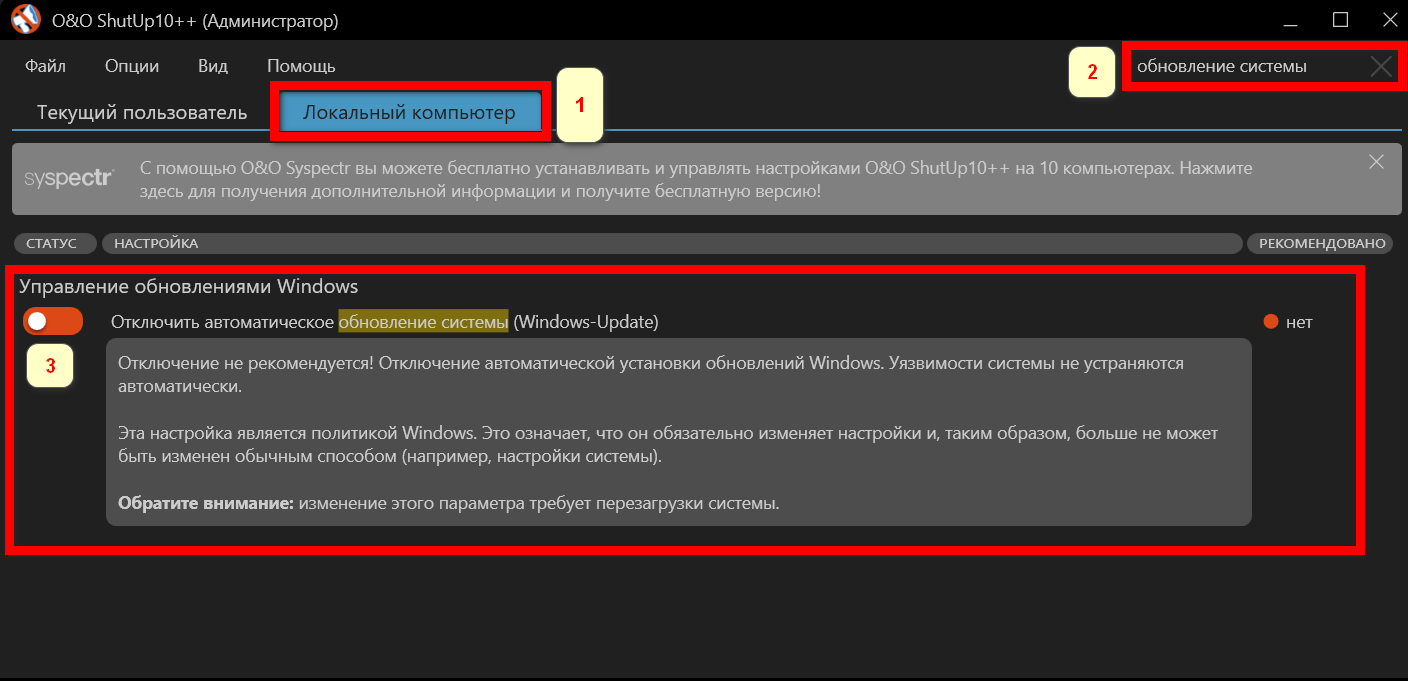 O&O ShutUp10++ (Администратор)
Файл Опции Вид Помощь
2
обновление системы
Текущий пользователь
Локальный компьютер
1
syspectr
С помощью O&O Syspectr вы можете бесплатно устанавливать и управлять настройками O&O ShutUp10++ на 10 компьютерах. Нажмите
здесь для получения дополнительной информации и получите бесплатную версию!
СТАТУС НАСТРОЙКА РЕКОМЕНДОВАНО
Управление обновлениями Windows
Отключить автоматическое обновление системы (Windows-Update) нет
3
Отключение не рекомендуется! Отключение автоматической установки обновлений Windows. Уязвимости системы не устраняются
автоматически.
Эта настройка является политикой Windows. Это означает, что он обязательно изменяет настройки и, таким образом, больше не может
быть изменен обычным способом (например, настройки системы).
Обратите внимание: изменение этого параметра требует перезагрузки системы.